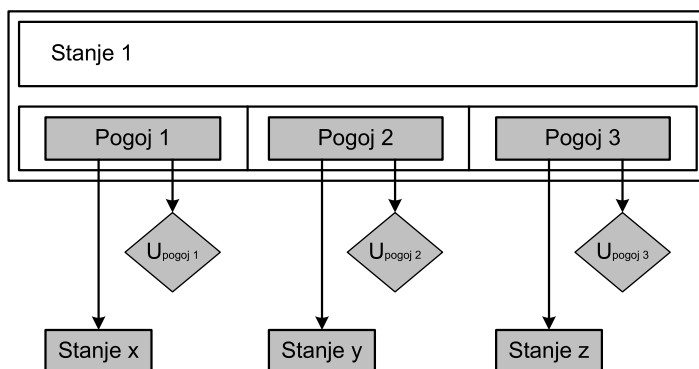 Stanje 1
Pogoj 1
Pogoj 2
Pogoj 3
Upogoj 1
Upogoj 2
Upogoj 3
Stanje x
Stanje y
Stanje z